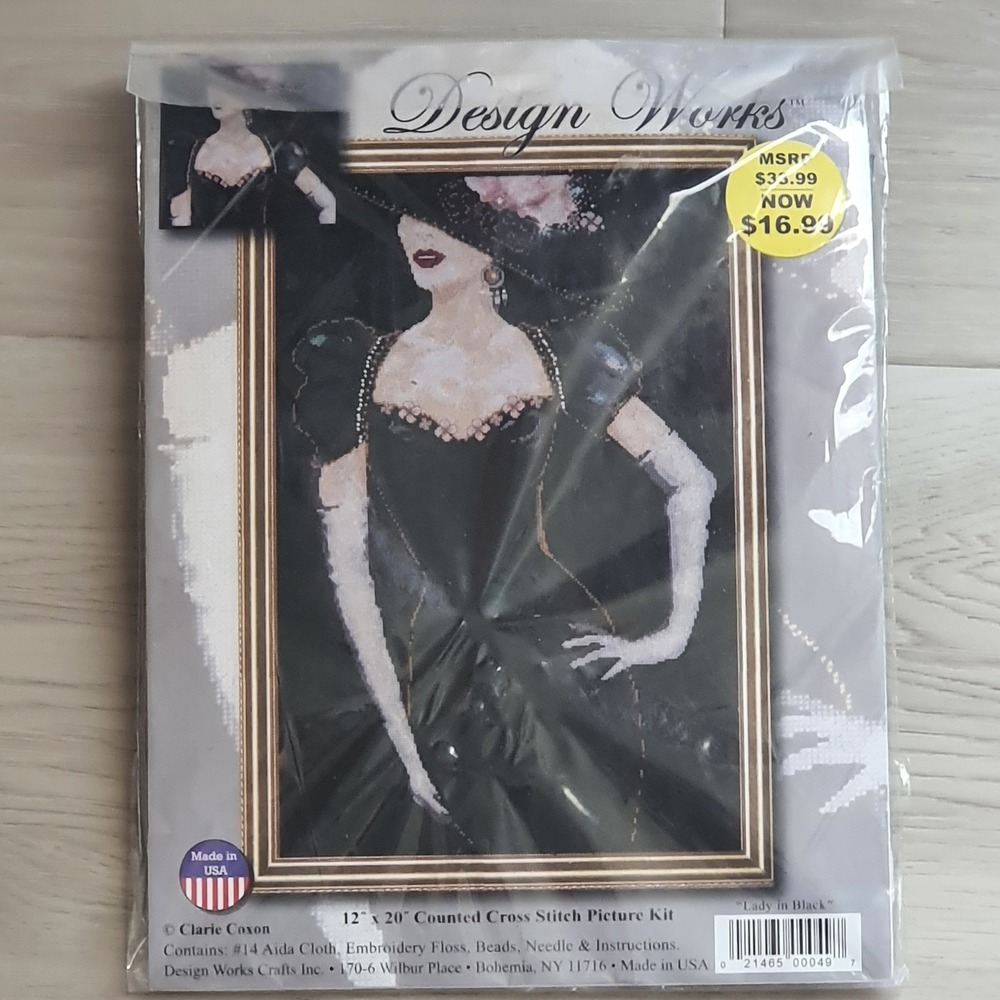 Design Works™
MSRP
$33.99
NOW
$16.99
Made in
USA
12" x 20" Counted Cross Stitch Picture Kit
"Lady in Black"
© Clarie Coxon
Contains: #14 Aida Cloth, Embroidery Floss, Beads, Needle & Instructions.
Design Works Crafts Inc. • 170-6 Wilbur Place • Bohemia, NY 11716 • Made in USA
0 21465 00049 7